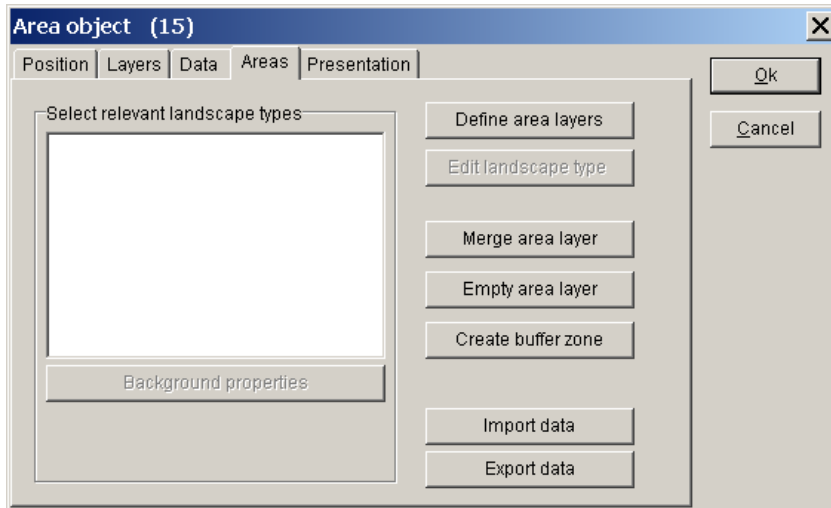 Area object (15)
Position
Layers
Data
Areas
Presentation
Ok
Cancel
Select relevant landscape types
Background properties
Define area layers
Edit landscape type
Merge area layer
Empty area layer
Create buffer zone
Import data
Export data